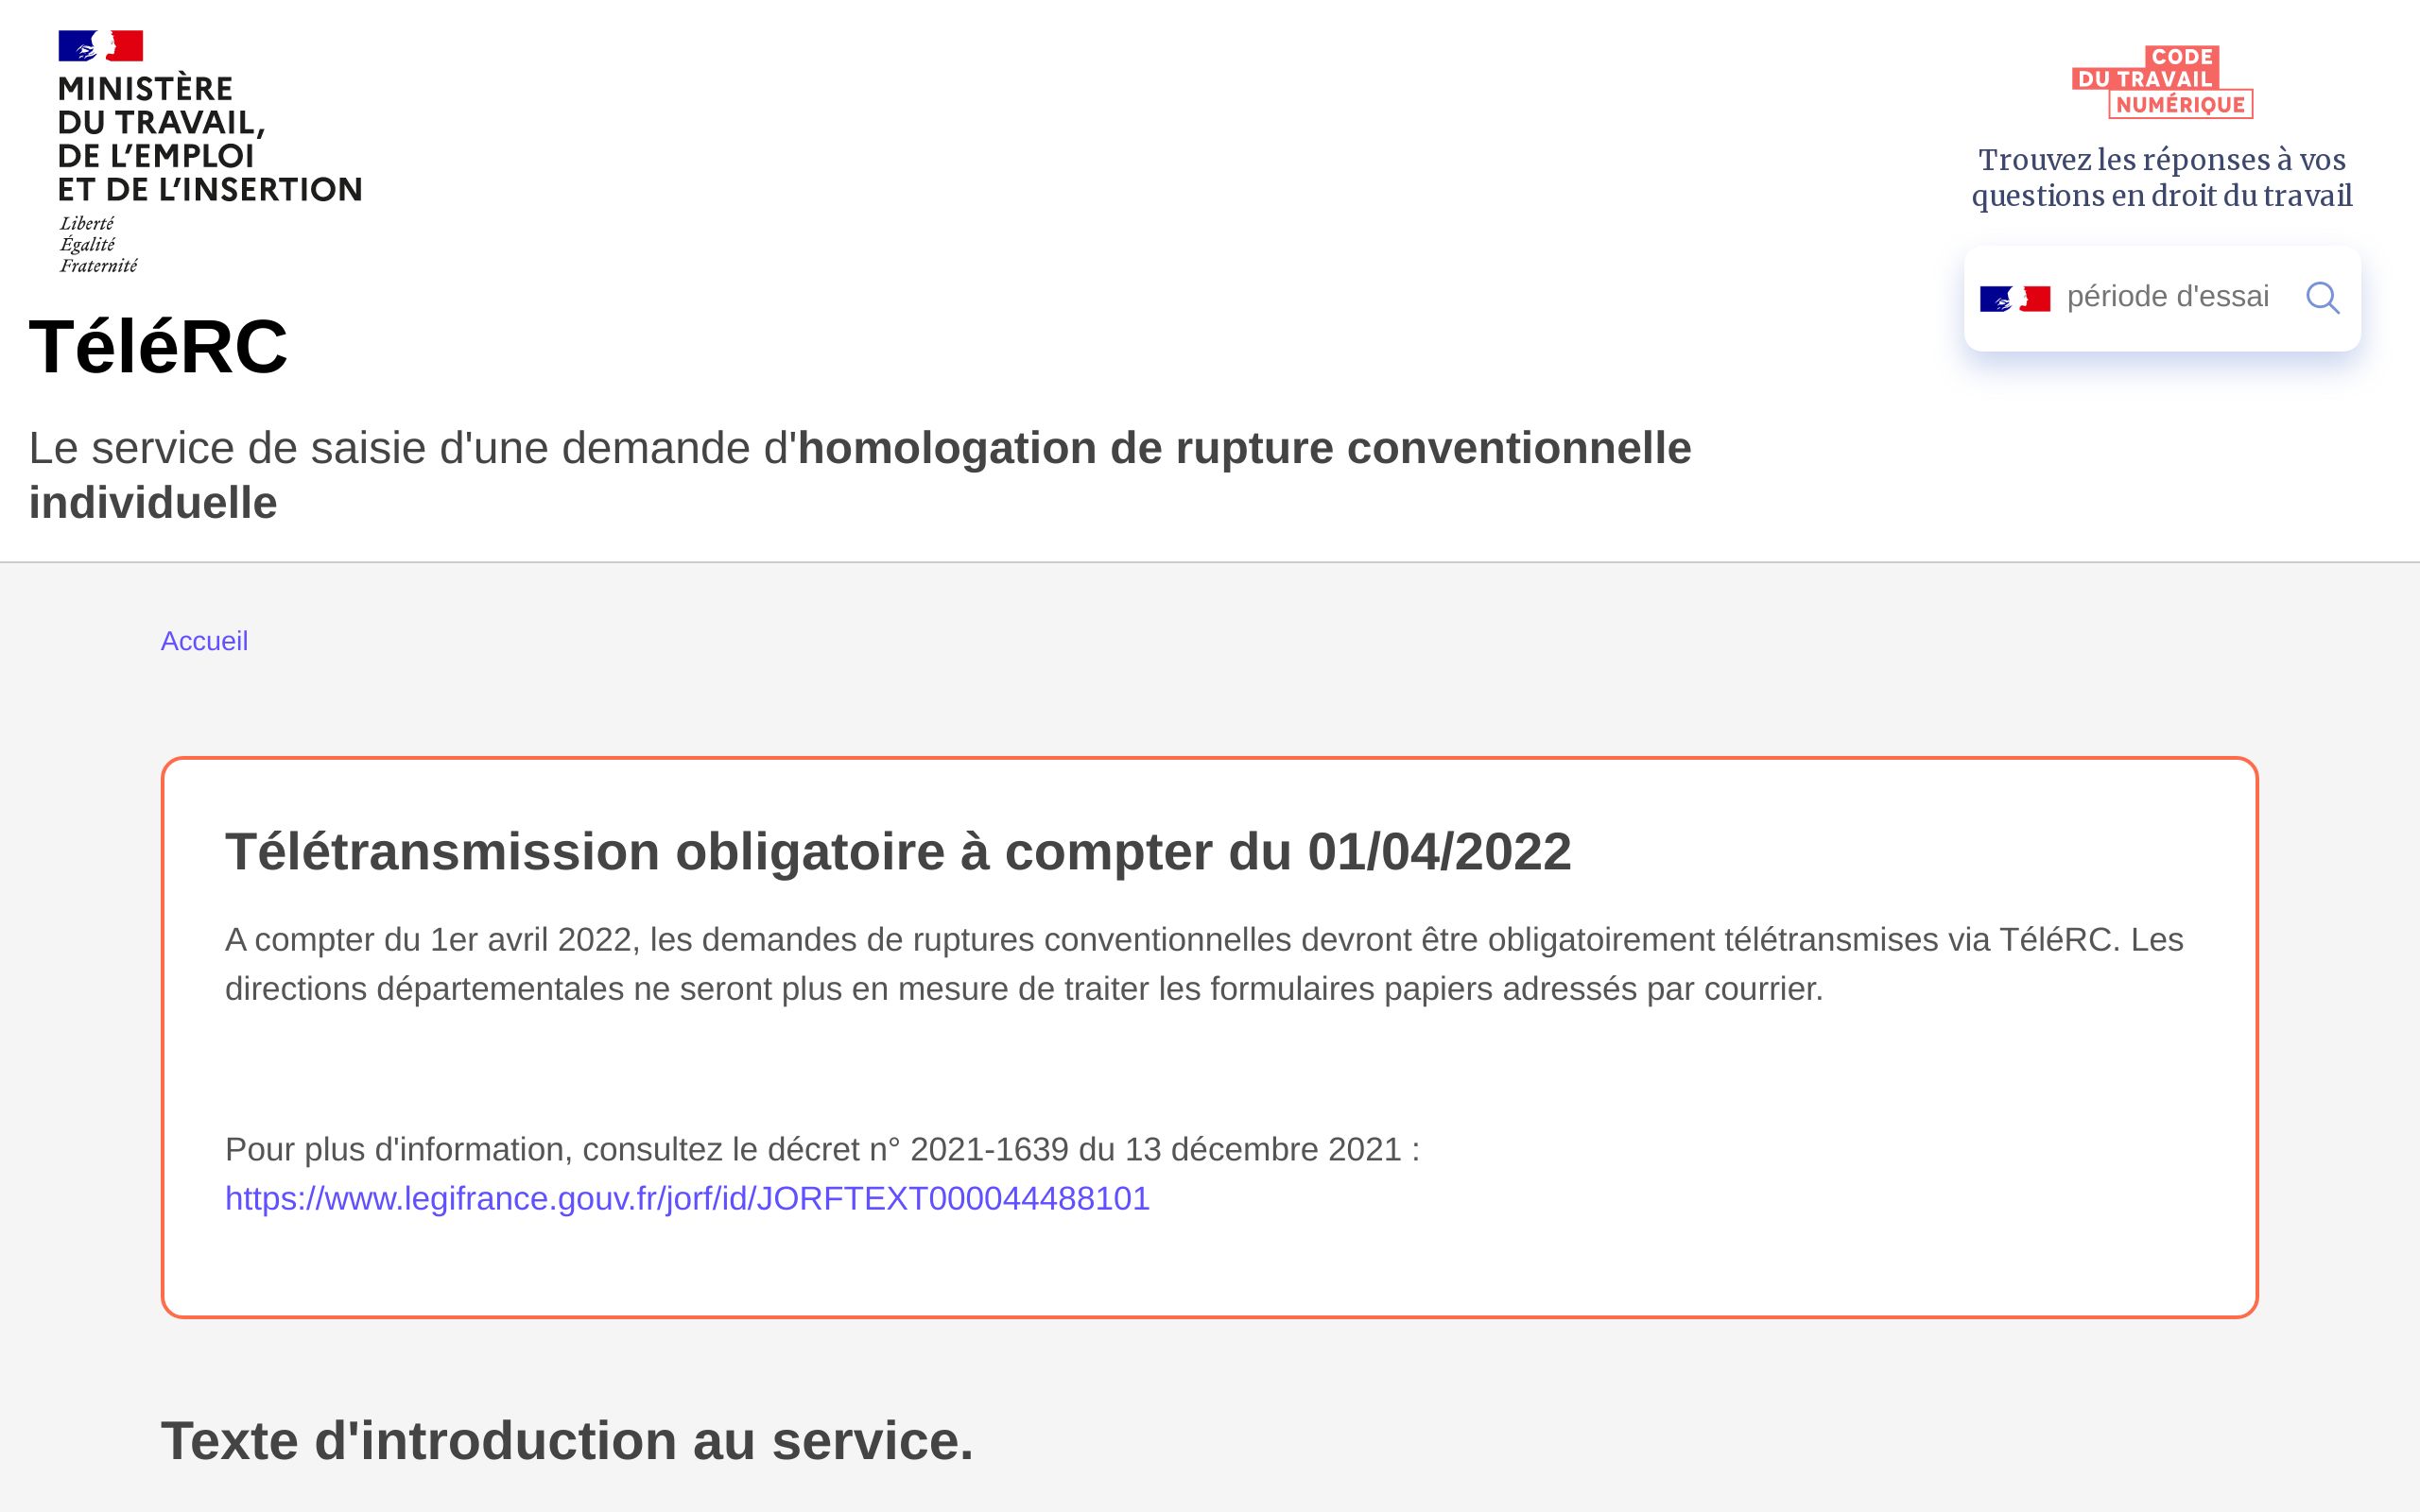 MINISTÈRE
DU TRAVAIL,
DE L'EMPLOI
ET DE L'INSERTION
Liberté
Égalité
Fraternité
CODE
DU TRAVAIL
NUMÉRIQUE
Trouvez les réponses à vos
questions en droit du travail
période d'essai
TéléRC
Le service de saisie d'une demande d'homologation de rupture conventionnelle
individuelle
Accueil
Télétransmission obligatoire à compter du 01/04/2022
A compter du 1er avril 2022, les demandes de ruptures conventionnelles devront être obligatoirement télétransmises via TéléRC. Les
directions départementales ne seront plus en mesure de traiter les formulaires papiers adressés par courrier.
Pour plus d'information, consultez le décret n° 2021-1639 du 13 décembre 2021 :
https://www.legifrance.gouv.fr/jorf/id/JORFTEXT000044488101
Texte d'introduction au service.